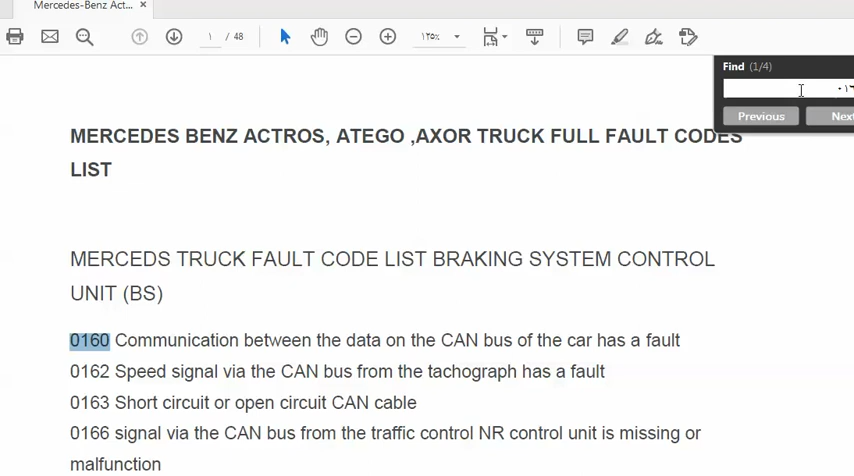 Mercedes-Benz Act... ×
١ / 48
١٢٥%
Find (1/4)
Previous
Next
MERCEDES BENZ ACTROS, ATEGO ,AXOR TRUCK FULL FAULT CODES
LIST
MERCEDS TRUCK FAULT CODE LIST BRAKING SYSTEM CONTROL
UNIT (BS)
0160 Communication between the data on the CAN bus of the car has a fault
0162 Speed signal via the CAN bus from the tachograph has a fault
0163 Short circuit or open circuit CAN cable
0166 signal via the CAN bus from the traffic control NR control unit is missing or
malfunction